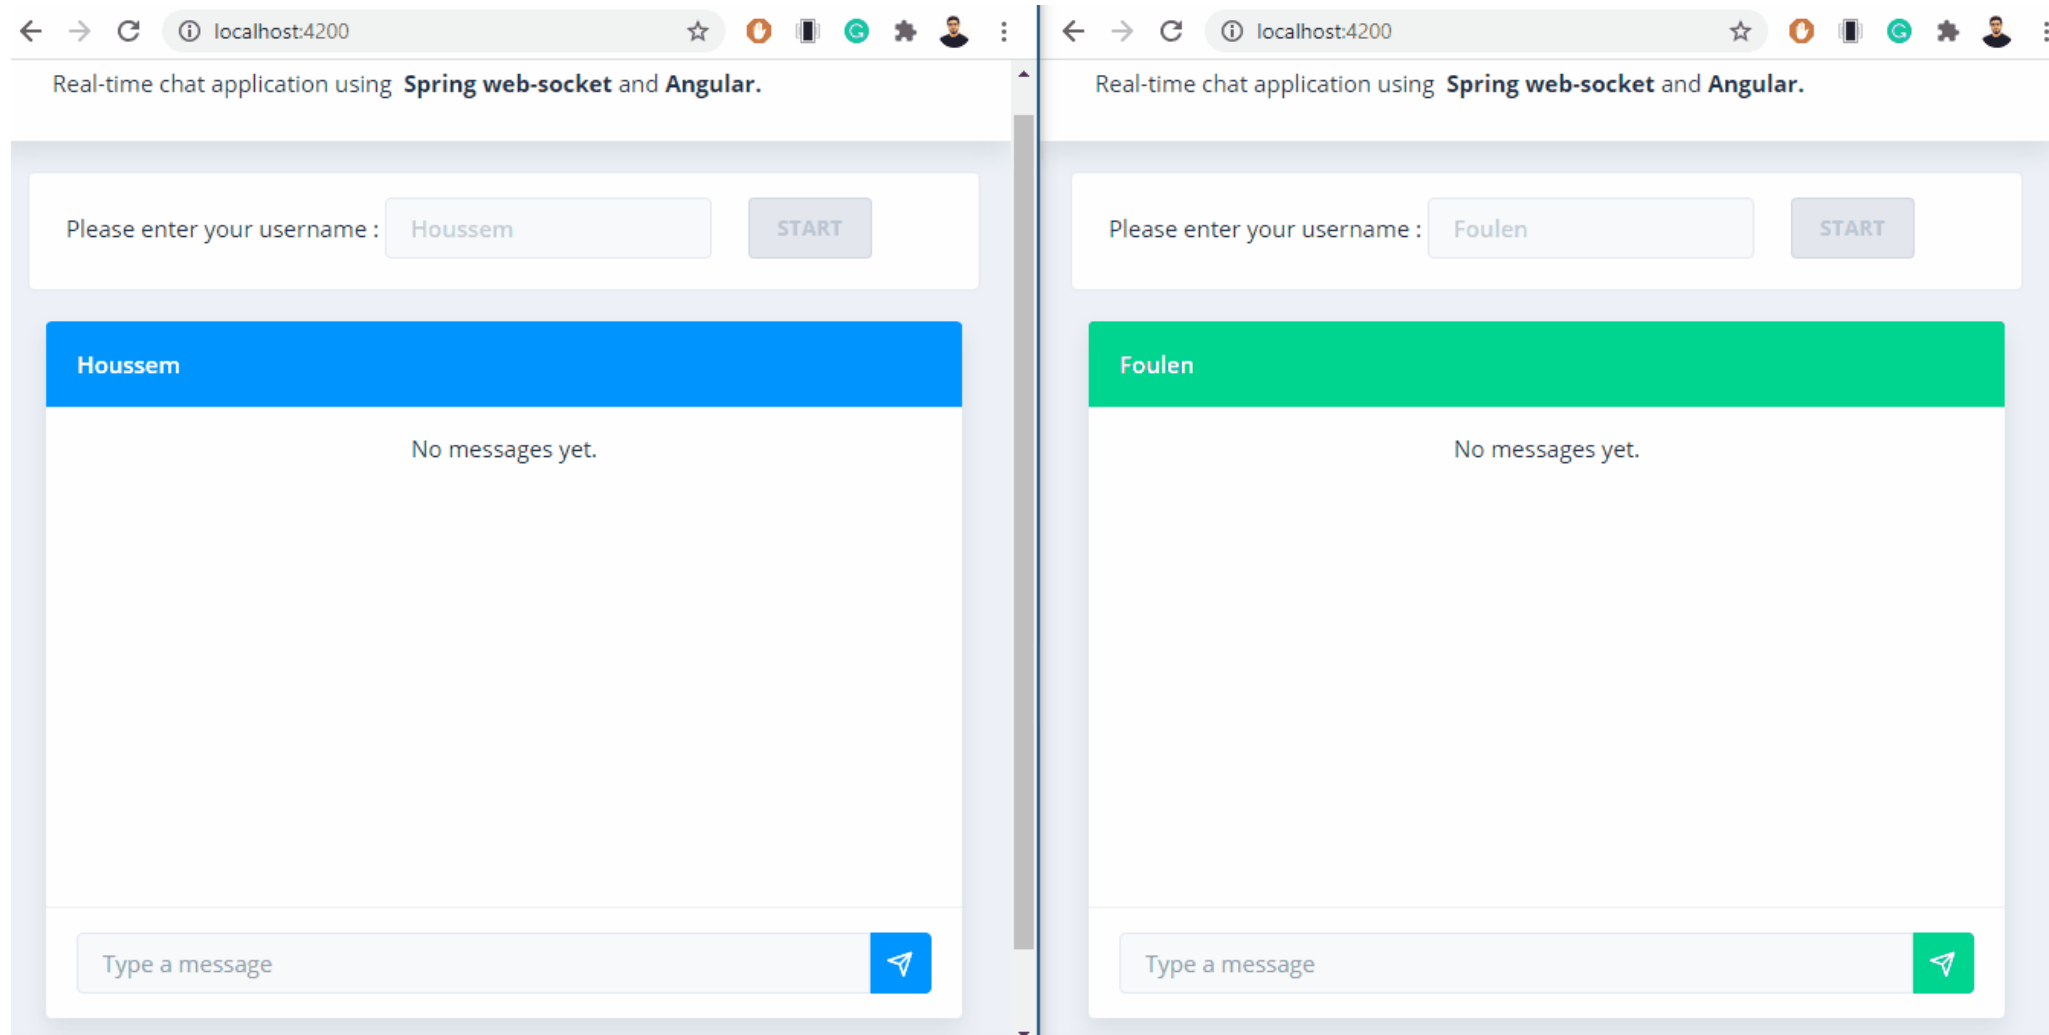 localhost:4200
Real-time chat application using Spring web-socket and Angular.
Please enter your username : Houssem START
Houssem
No messages yet.
Type a message
localhost:4200
Real-time chat application using Spring web-socket and Angular.
Please enter your username : Foulen START
Foulen
No messages yet.
Type a message